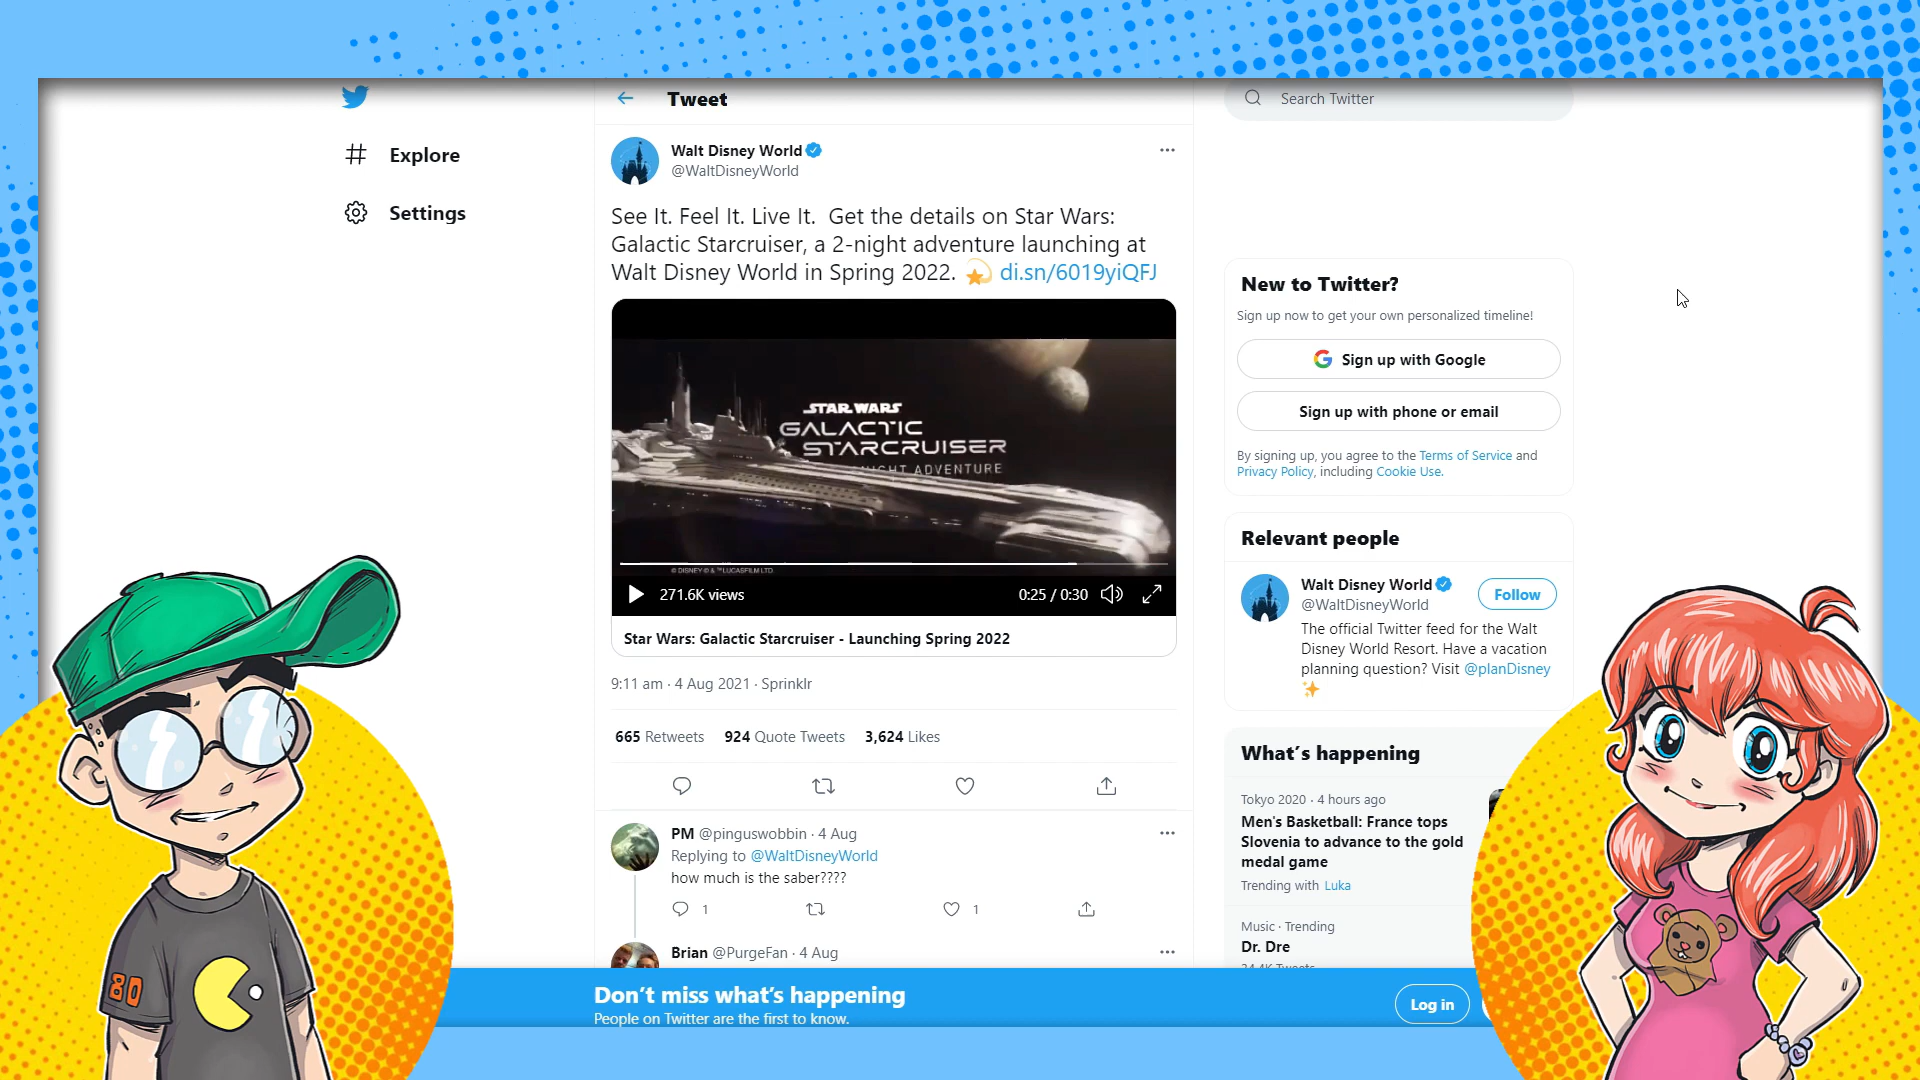 Tweet
Search Twitter
Explore
Settings
Walt Disney World
@WaltDisneyWorld
See It. Feel It. Live It. Get the details on Star Wars:
Galactic Starcruiser, a 2-night adventure launching at
Walt Disney World in Spring 2022. 💫 di.sn/6019yiQFJ
STAR WARS
GALACTIC
STARCRUISER
ADVENTURE
© DISNEY © & ™ LUCASFILM LTD.
271.6K views
0:25 / 0:30
Star Wars: Galactic Starcruiser - Launching Spring 2022
9:11 am · 4 Aug 2021 · Sprinklr
665 Retweets 924 Quote Tweets 3,624 Likes
PM @pinguswobbin · 4 Aug
Replying to @WaltDisneyWorld
how much is the saber????
1
1
Brian @PurgeFan · 4 Aug
New to Twitter?
Sign up now to get your own personalized timeline!
Sign up with Google
Sign up with phone or email
By signing up, you agree to the Terms of Service and
Privacy Policy, including Cookie Use.
Relevant people
Walt Disney World
@WaltDisneyWorld
Follow
The official Twitter feed for the Walt
Disney World Resort. Have a vacation
planning question? Visit @planDisney
✨
What's happening
Tokyo 2020 · 4 hours ago
Men's Basketball: France tops
Slovenia to advance to the gold
medal game
Trending with Luka
Music · Trending
Dr. Dre
Don't miss what's happening
People on Twitter are the first to know.
Log in
80